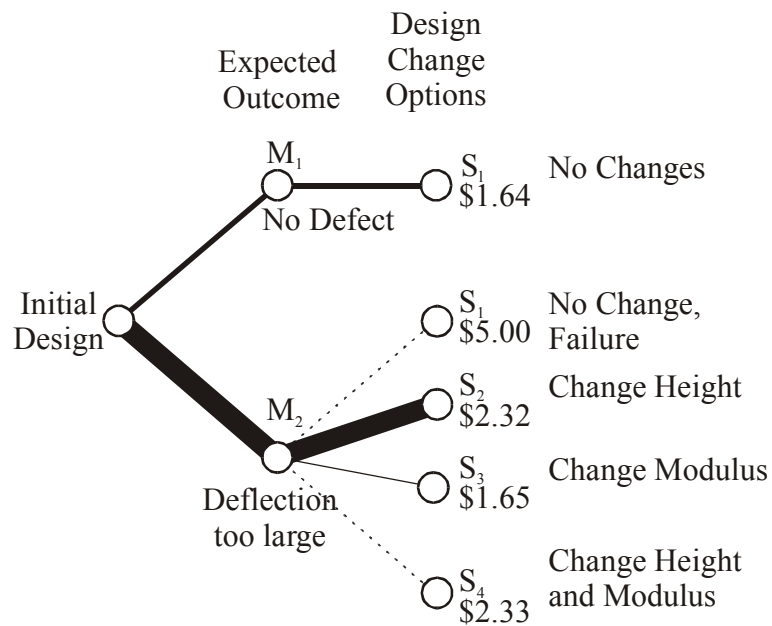 Expected
Outcome
Design
Change
Options
M₁
No Defect
S₁
$1.64
No Changes
Initial
Design
S₁
$5.00
No Change,
Failure
M₂
Deflection
too large
S₂
$2.32
Change Height
S₃
$1.65
Change Modulus
S₄
$2.33
Change Height
and Modulus